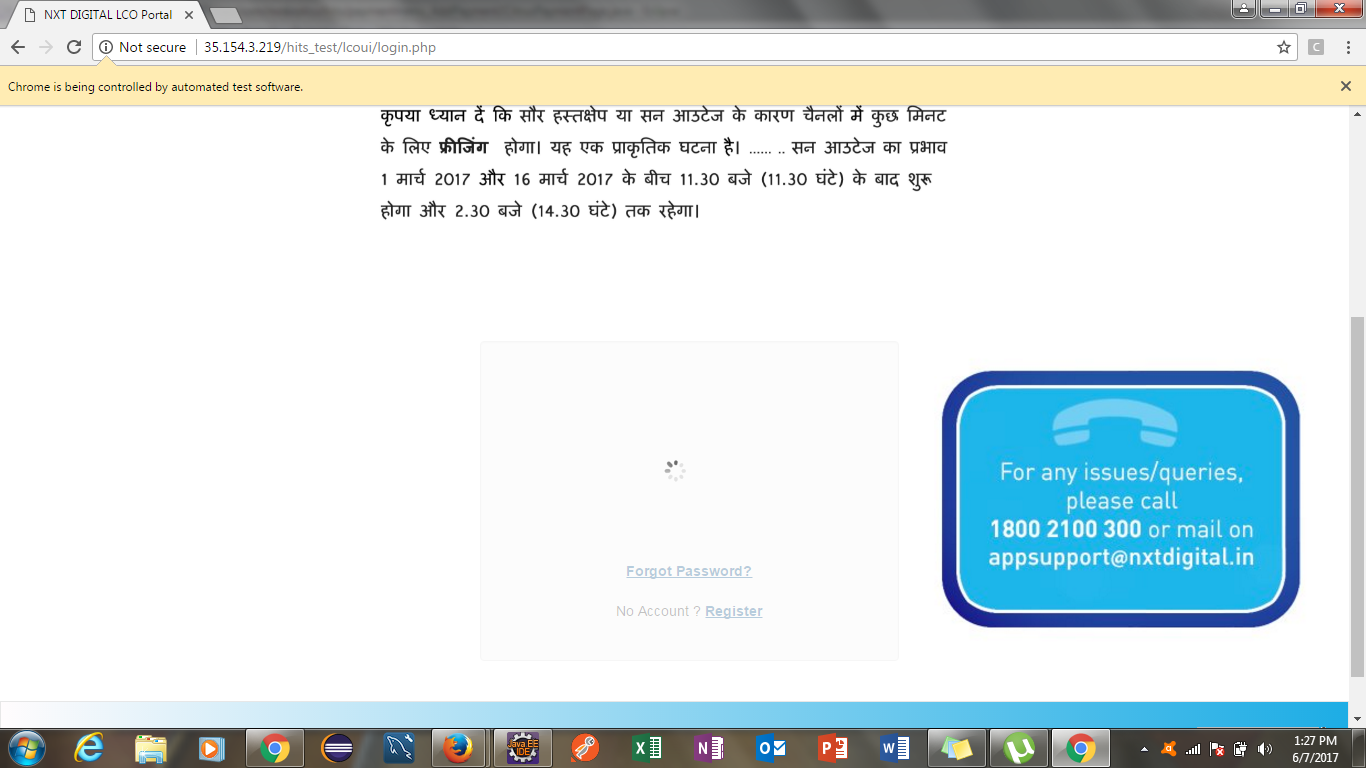 NXT DIGITAL LCO Portal
Not secure 35.154.3.219/hits_test/lcoui/login.php
C
Chrome is being controlled by automated test software.
कृपया ध्यान दें कि सौर हस्तक्षेप या सन आउटेज के कारण चैनलों में कुछ मिनट
के लिए फ्रीजिंग होगा। यह एक प्राकृतिक घटना है। ...... .. सन आउटेज का प्रभाव
1 मार्च 2017 और 16 मार्च 2017 के बीच 11.30 बजे (11.30 घंटे) के बाद शुरू
होगा और 2.30 बजे (14.30 घंटे) तक रहेगा।
For any issues/queries,
please call
1800 2100 300 or mail on
appsupport@nxtdigital.in
Forgot Password?
No Account ? Register
Java EE
IDE
1:27 PM
6/7/2017